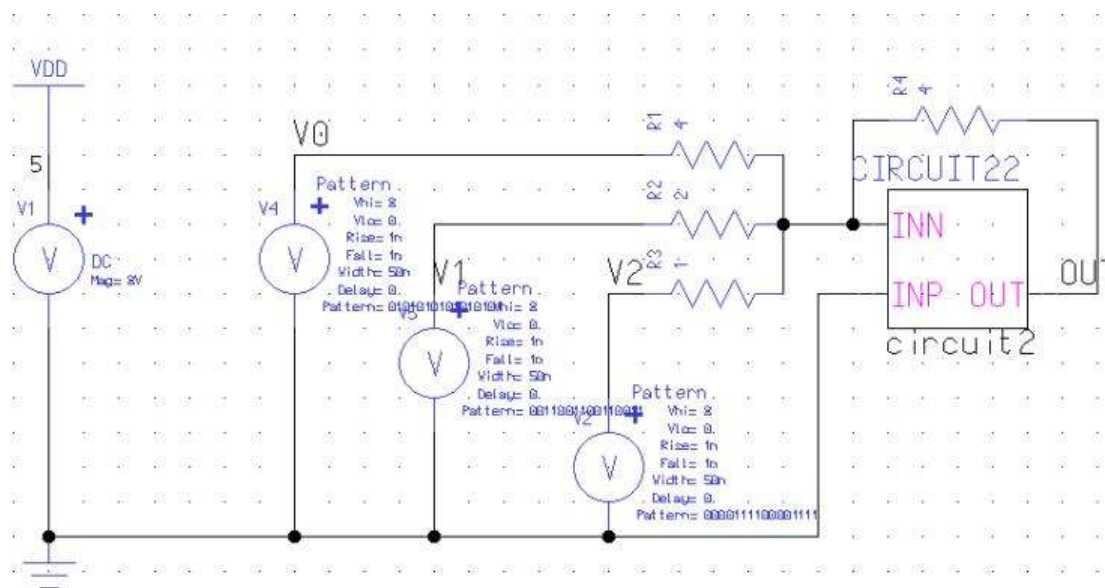 VDD
5
V1
DC
Mag= 8V
V0
V4
Pattern
Vhi= 8
Vlo= 0.
Rise= 1n
Fall= 1n
Width= 50n
Delay= 0.
V1
Pattern
Vhi= 8
Vlo= 0.
Rise= 1n
Fall= 1n
Width= 50n
Delay= 0.
V2
V2
Pattern
Vhi= 8
Vlo= 0.
Rise= 1n
Fall= 1n
Width= 50n
Delay= 0.
Pattern= 0000111100001111
R1
4
R2
2
R3
1
R4
4
CIRCUIT22
INN
INP OUT
circuit2